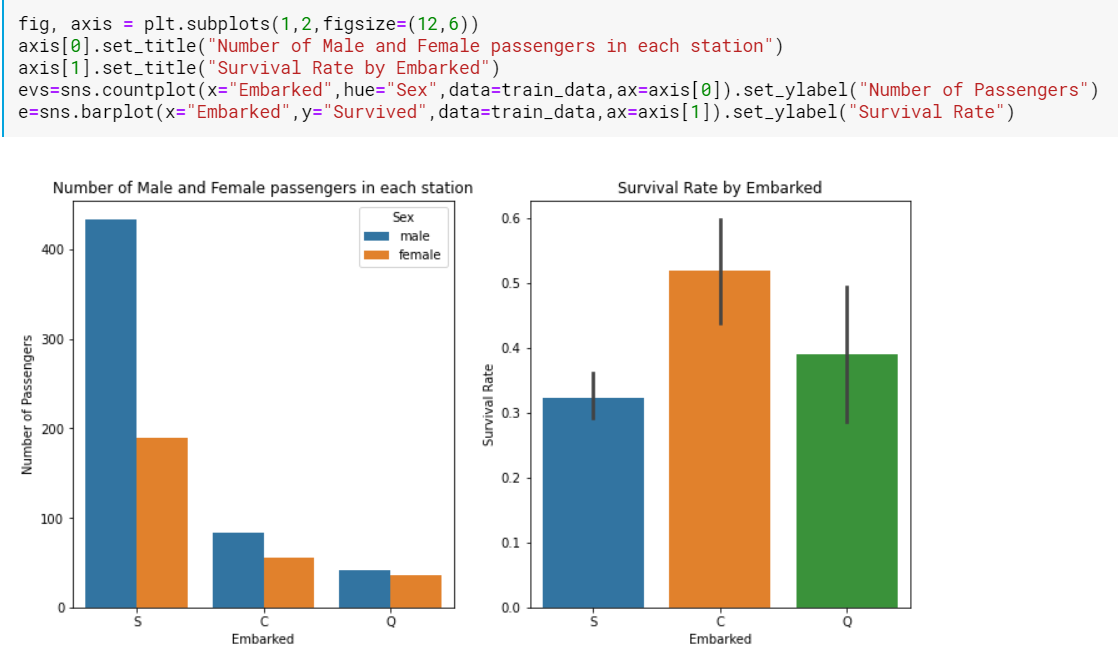 fig, axis = plt.subplots(1,2,figsize=(12,6))
axis[0].set_title("Number of Male and Female passengers in each station")
axis[1].set_title("Survival Rate by Embarked")
evs=sns.countplot(x="Embarked",hue="Sex",data=train_data,ax=axis[0]).set_ylabel("Number of Passengers")
e=sns.barplot(x="Embarked",y="Survived",data=train_data,ax=axis[1]).set_ylabel("Survival Rate")
Number of Male and Female passengers in each station
Sex
male
female
Number of Passengers
400
300
200
100
0
S C Q
Embarked
Survival Rate by Embarked
Survival Rate
0.6
0.5
0.4
0.3
0.2
0.1
0.0
S C Q
Embarked